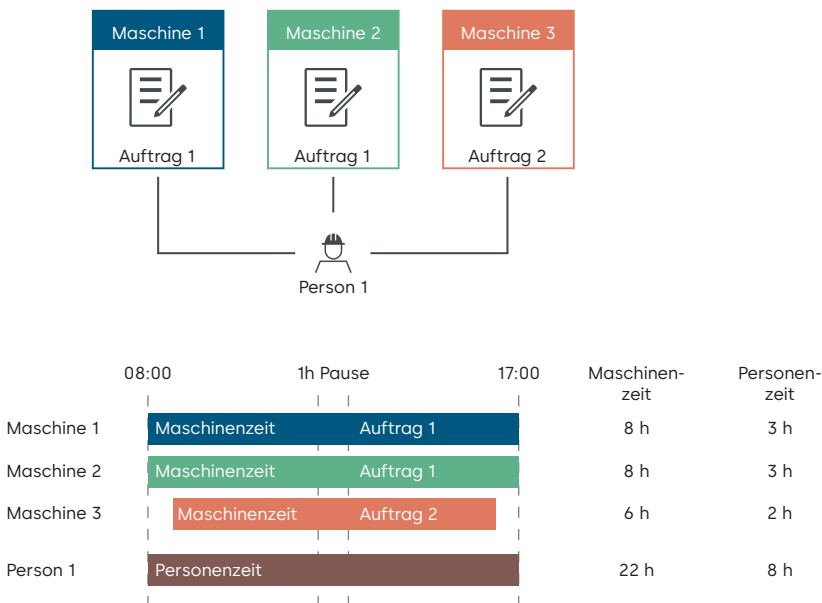 Maschine 1 Maschine 2 Maschine 3
Auftrag 1 Auftrag 1 Auftrag 2
Person 1
08:00 1h Pause 17:00 Maschinen-
zeit Personen-
zeit
Maschine 1 Maschinenzeit Auftrag 1 8 h 3 h
Maschine 2 Maschinenzeit Auftrag 1 8 h 3 h
Maschine 3 Maschinenzeit Auftrag 2 6 h 2 h
Person 1 Personenzeit 22 h 8 h